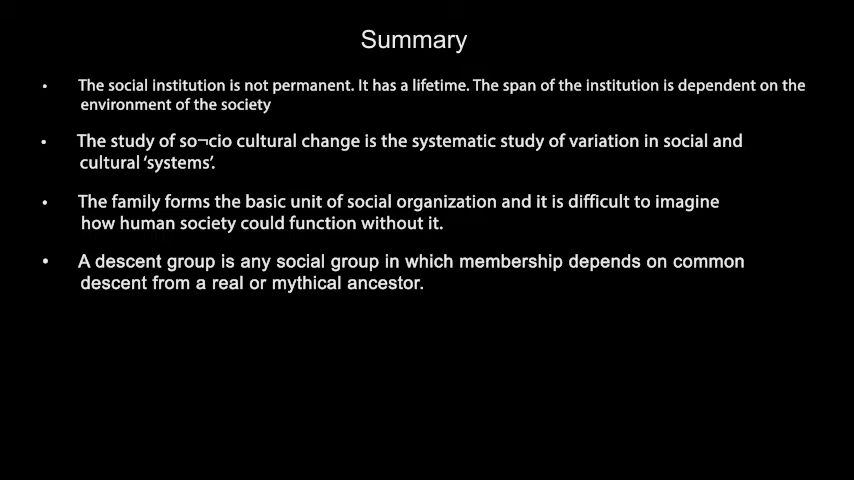 Summary
• The social institution is not permanent. It has a lifetime. The span of the institution is dependent on the
environment of the society
• The study of so¬cio cultural change is the systematic study of variation in social and
cultural ‘systems’.
• The family forms the basic unit of social organization and it is difficult to imagine
how human society could function without it.
• A descent group is any social group in which membership depends on common
descent from a real or mythical ancestor.